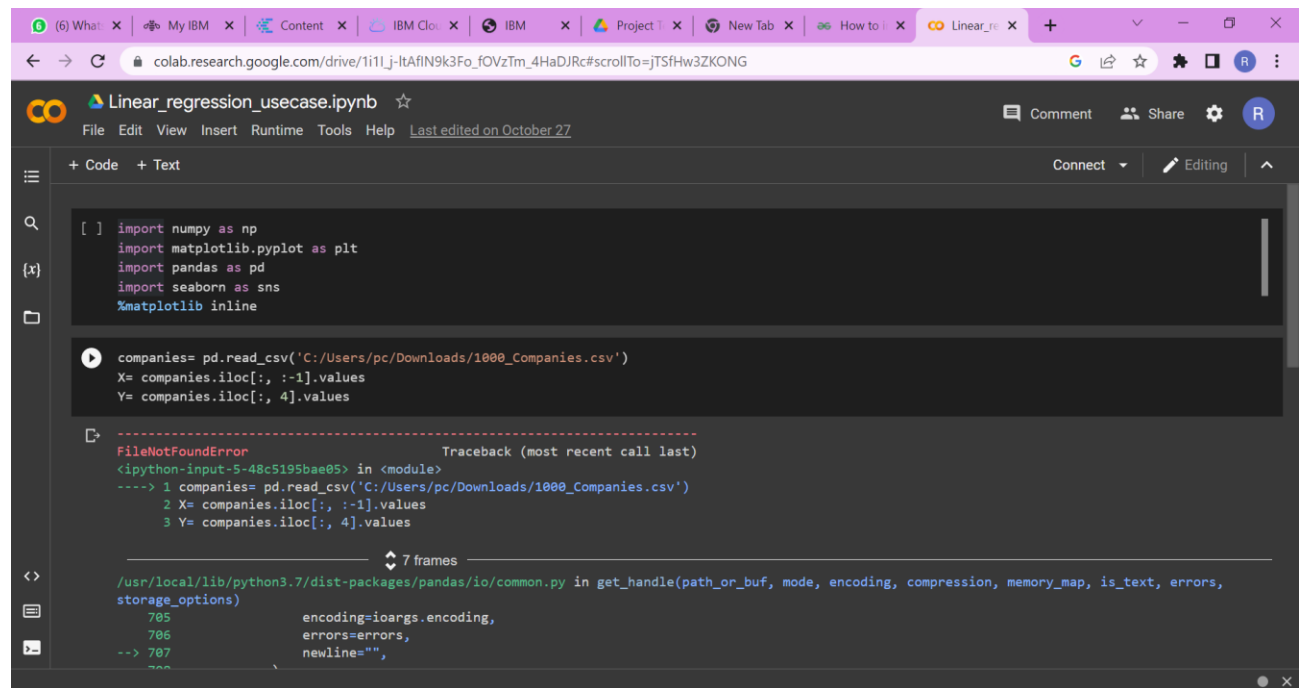 6 (6) What: My IBM Content IBM Clou IBM Project T New Tab How to i Linear_re
colab.research.google.com/drive/1i1I_j-ltAflN9k3Fo_fOVzTm_4HaDJRc#scrollTo=jTSfHw3ZKONG G R
CO Linear_regression_usecase.ipynb
File Edit View Insert Runtime Tools Help Last edited on October 27
Comment Share R
+ Code + Text Connect Editing
[ ] import numpy as np
import matplotlib.pyplot as plt
import pandas as pd
{x}
import seaborn as sns
%matplotlib inline
companies= pd.read_csv('C:/Users/pc/Downloads/1000_Companies.csv')
X= companies.iloc[:, :-1].values
Y= companies.iloc[:, 4].values
---------------------------------------------------------------------------
FileNotFoundError Traceback (most recent call last)
<ipython-input-5-48c5195bae05> in <module>
----> 1 companies= pd.read_csv('C:/Users/pc/Downloads/1000_Companies.csv')
2 X= companies.iloc[:, :-1].values
3 Y= companies.iloc[:, 4].values
7 frames
/usr/local/lib/python3.7/dist-packages/pandas/io/common.py in get_handle(path_or_buf, mode, encoding, compression, memory_map, is_text, errors,
storage_options)
705 encoding=ioargs.encoding,
706 errors=errors,
--> 707 newline="",